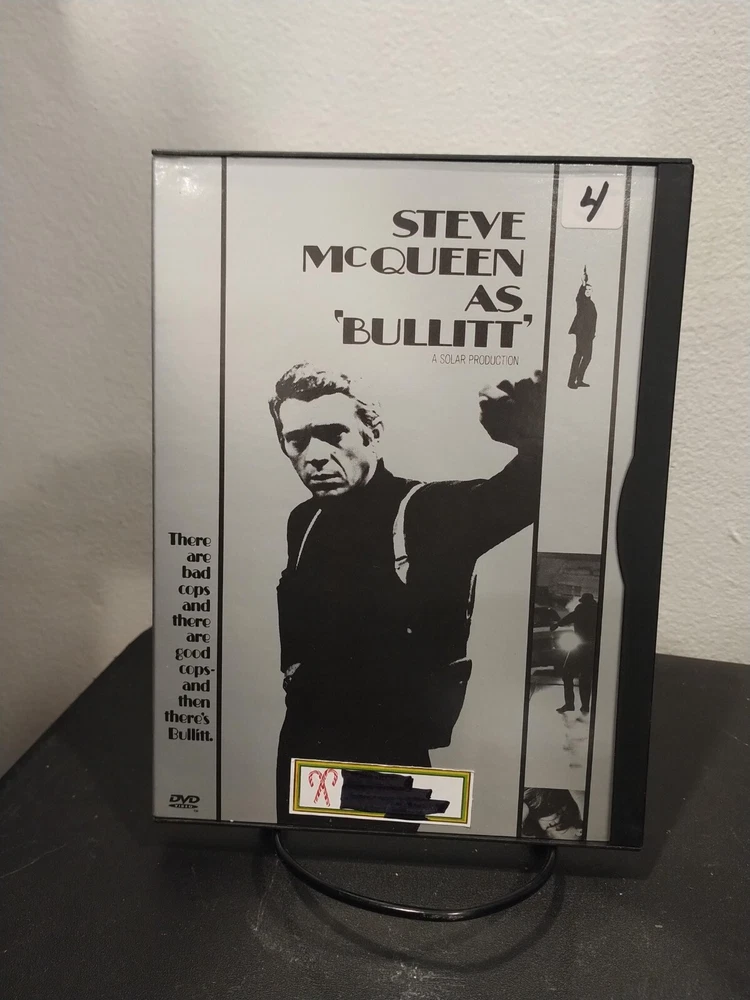 4
STEVE
McQUEEN
AS
'BULLITT'
A SOLAR PRODUCTION
There
are
bad
cops
and
there
are
good
cops-
and
then
there's
Bullitt.
DVD
VIDEO